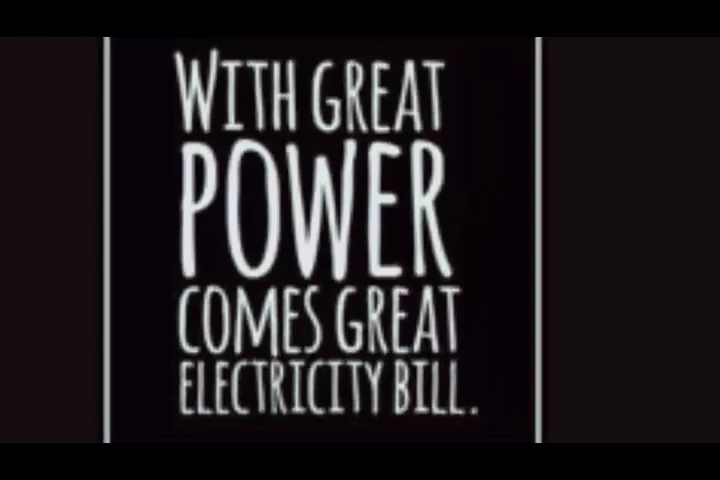 WITH GREAT
POWER
COMES GREAT
ELECTRICITY BILL.